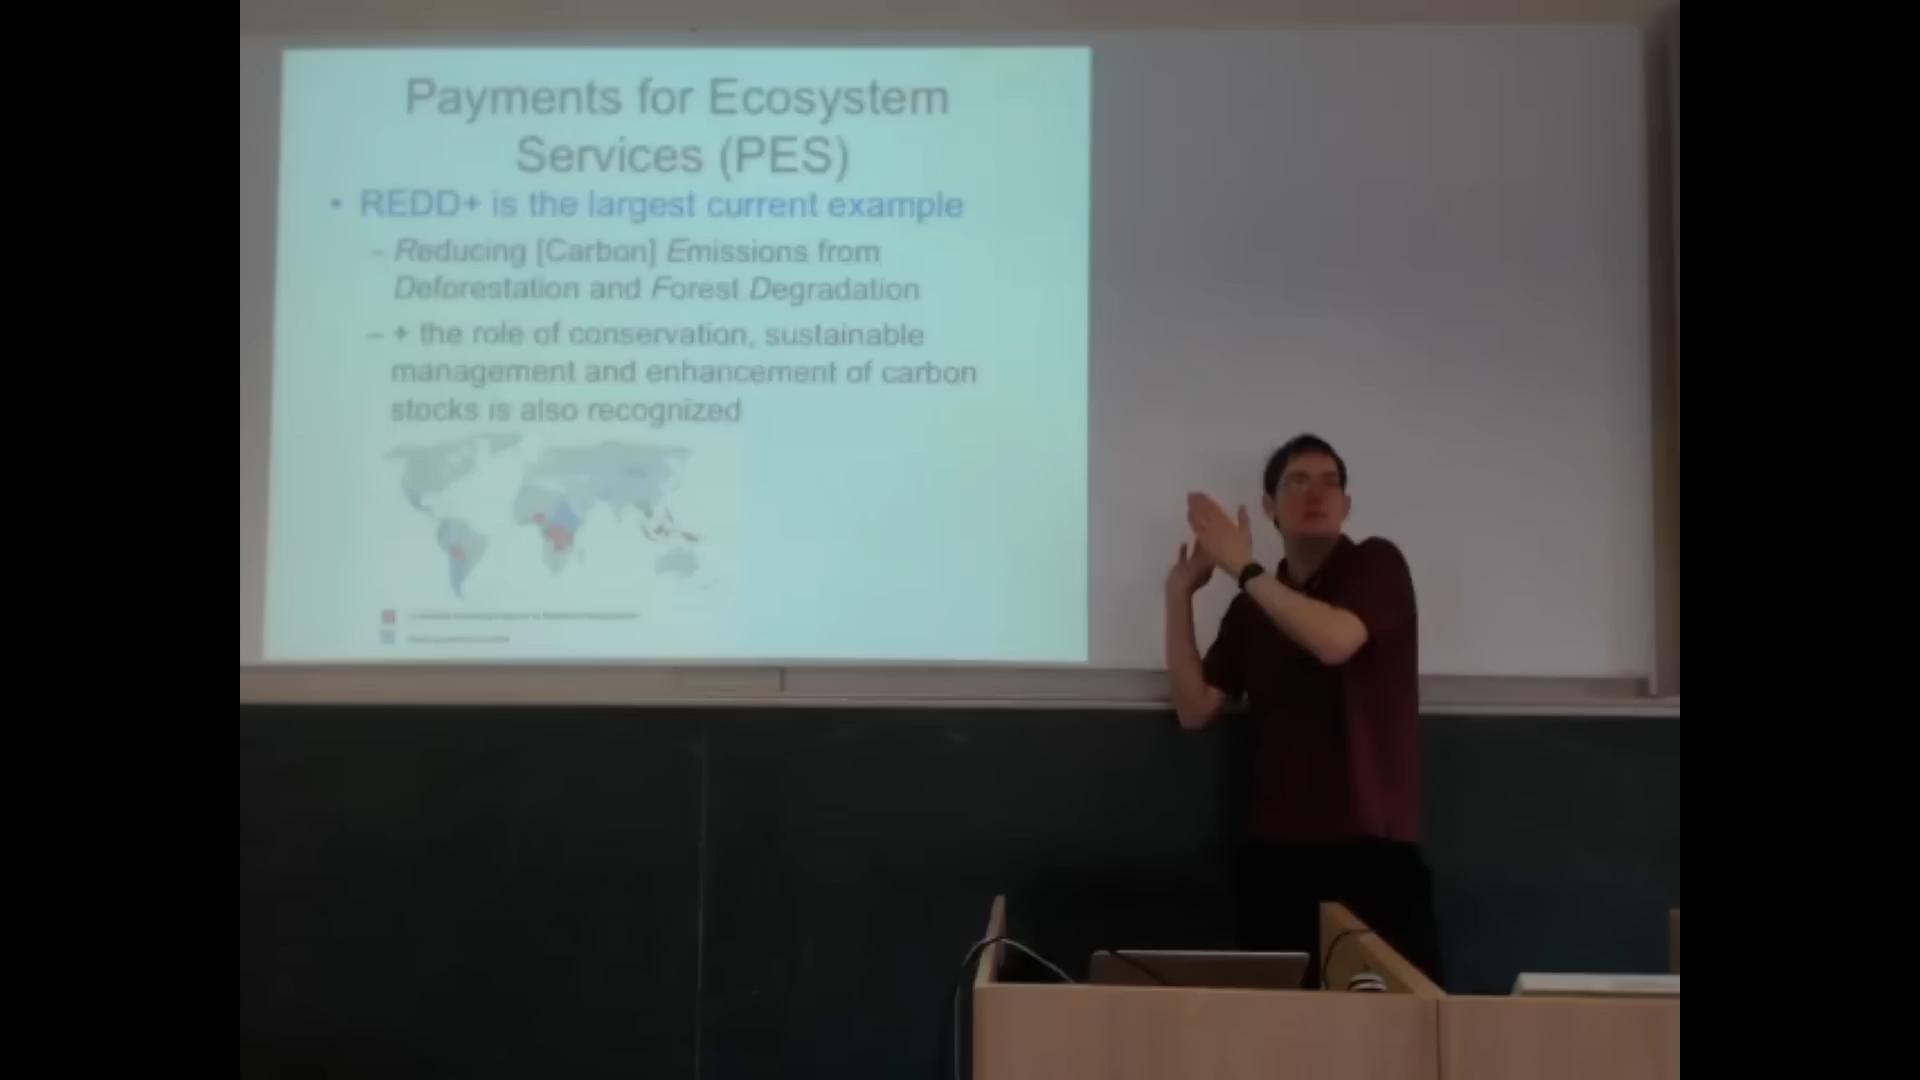 Payments for Ecosystem
Services (PES)
• REDD+ is the largest current example
– Reducing [Carbon] Emissions from
Deforestation and Forest Degradation
– + the role of conservation, sustainable
management and enhancement of carbon
stocks is also recognized